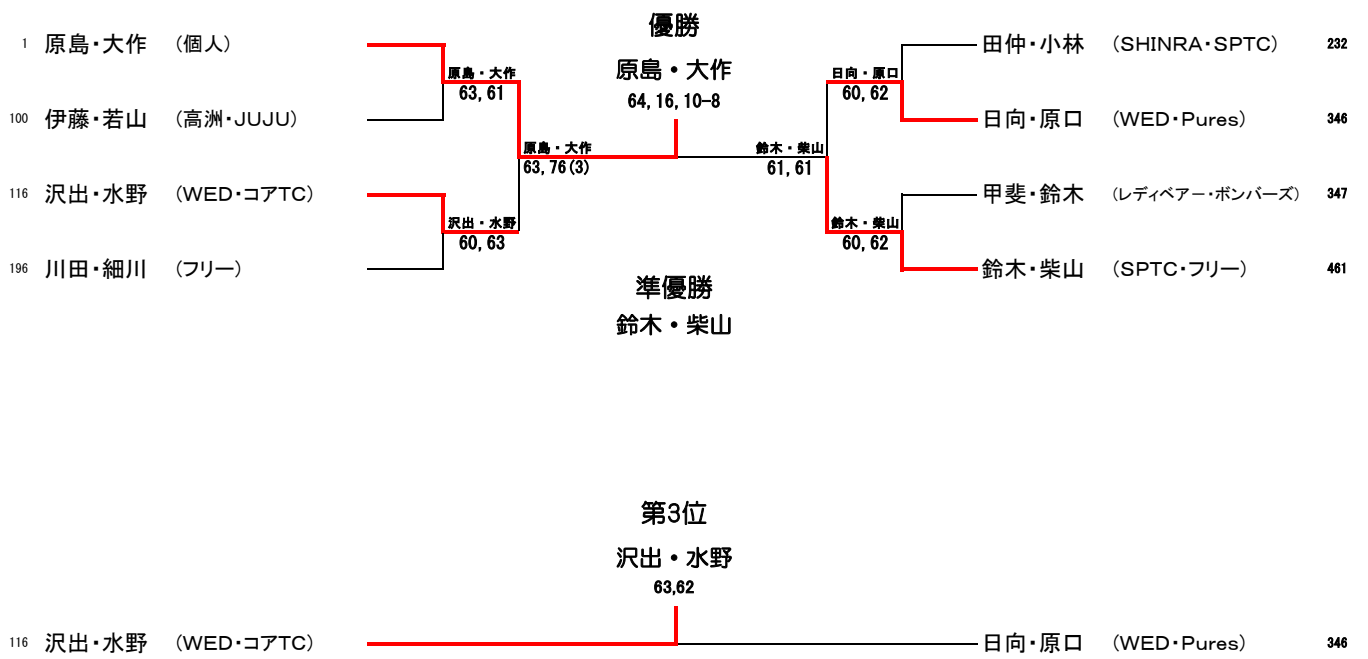 優勝
1 原島・大作 (個人)
田仲・小林 (SHINRA・SPTC) 232
原島・大作
原島・大作
日向・原口
63, 61
64, 16, 10-8
60, 62
100 伊藤・若山 (高洲・JUJU)
日向・原口 (WED・Pures) 346
原島・大作
鈴木・柴山
63, 76(3)
61, 61
116 沢出・水野 (WED・コアTC)
甲斐・鈴木 (レディベアー・ボンバーズ) 347
沢出・水野
鈴木・柴山
60, 63
60, 62
196 川田・細川 (フリー)
鈴木・柴山 (SPTC・フリー) 461
準優勝
鈴木・柴山
第3位
沢出・水野
63,62
116 沢出・水野 (WED・コアTC)
日向・原口 (WED・Pures) 346